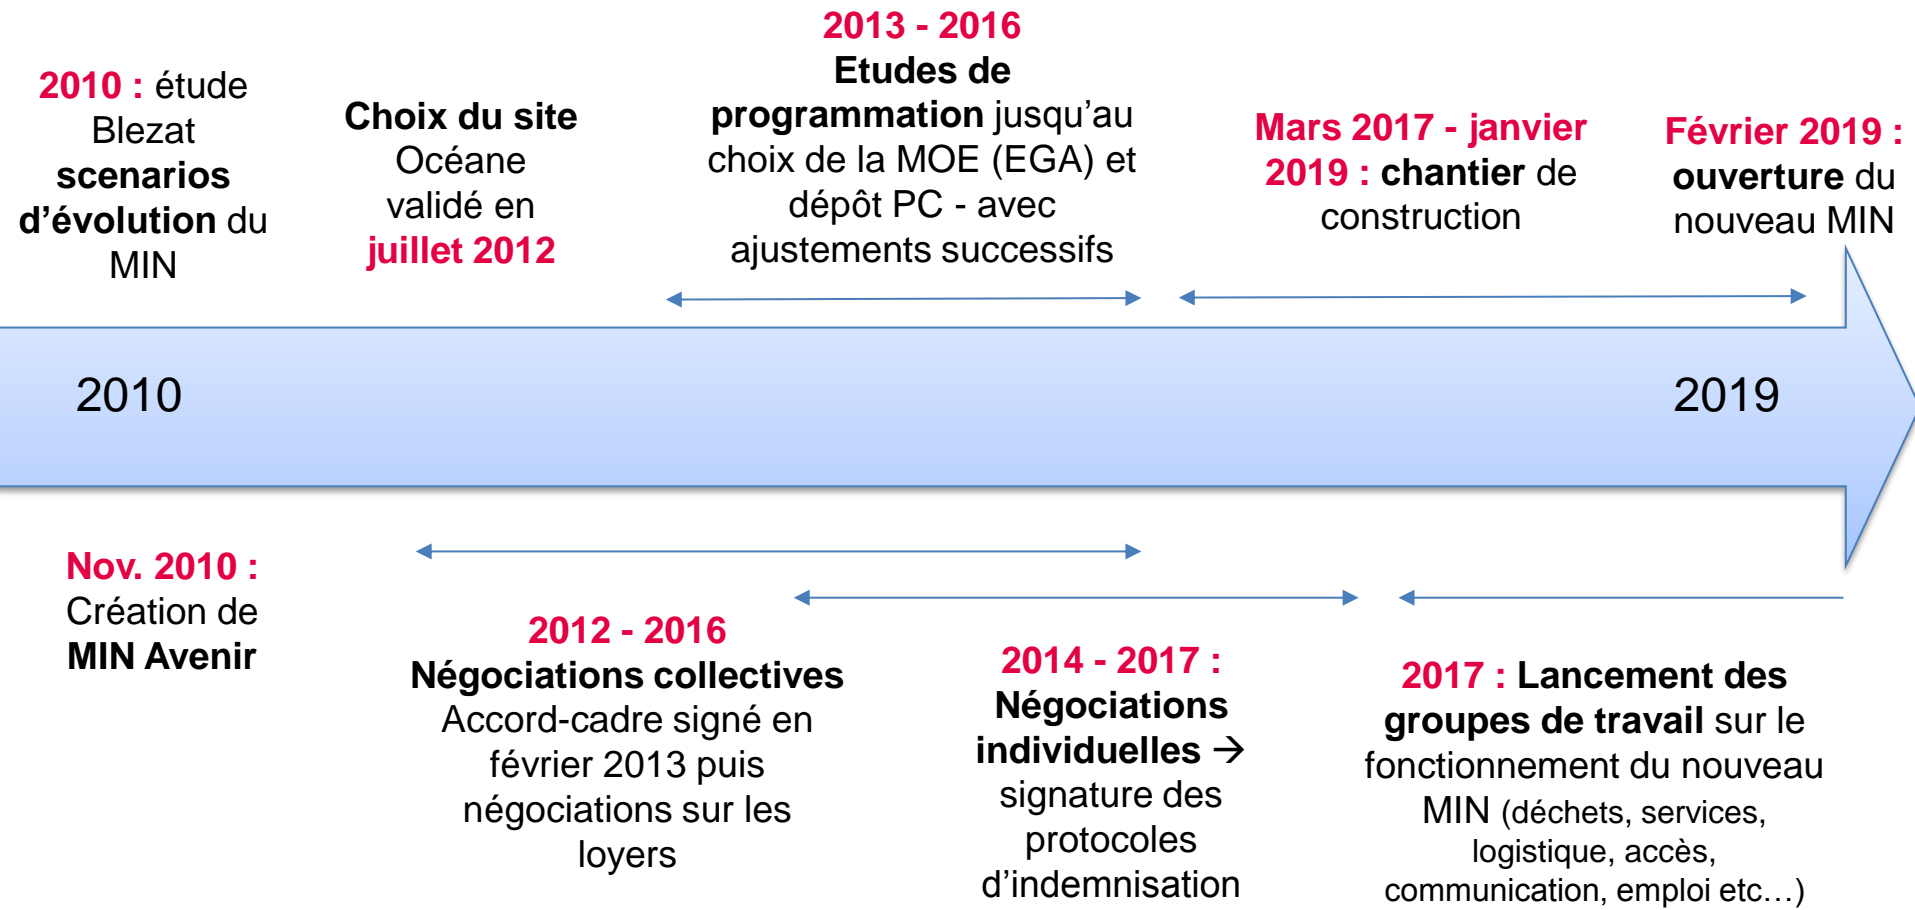 2010 : étude
Blezat
scenarios
d’évolution du
MIN
Choix du site
Océane
validé en
juillet 2012
2013 - 2016
Etudes de
programmation jusqu’au
choix de la MOE (EGA) et
dépôt PC - avec
ajustements successifs
Mars 2017 - janvier
2019 : chantier de
construction
Février 2019 :
ouverture du
nouveau MIN
2010
2019
Nov. 2010 :
Création de
MIN Avenir
2012 - 2016
Négociations collectives
Accord-cadre signé en
février 2013 puis
négociations sur les
loyers
2014 - 2017 :
Négociations
individuelles →
signature des
protocoles
d’indemnisation
2017 : Lancement des
groupes de travail sur le
fonctionnement du nouveau
MIN (déchets, services,
logistique, accès,
communication, emploi etc…)